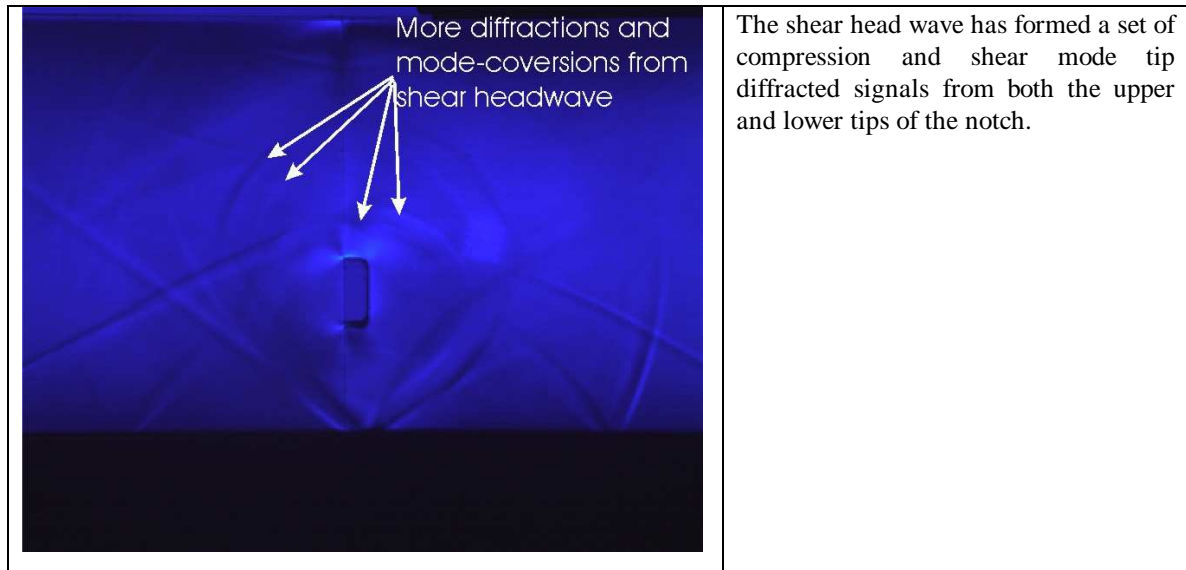 More diffractions and
mode-coversions from
shear headwave
The shear head wave has formed a set of
compression and shear mode tip
diffracted signals from both the upper
and lower tips of the notch.